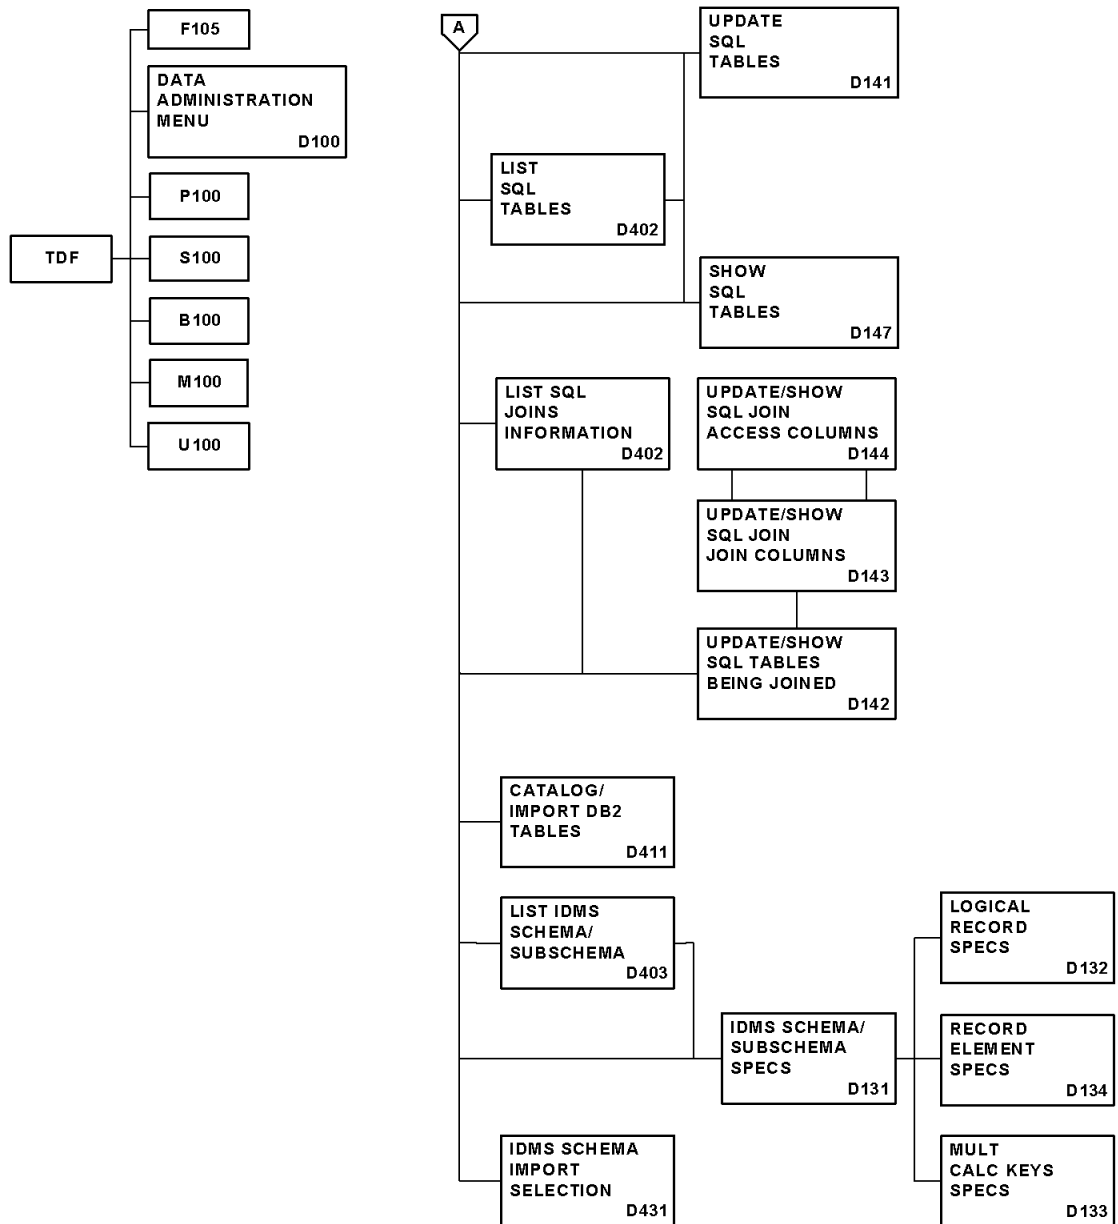 F105
DATA
ADMINISTRATION
MENU
D100
P100
TDF
S100
B100
M100
U100
A
UPDATE
SQL
TABLES
D141
LIST
SQL
TABLES
D402
SHOW
SQL
TABLES
D147
LIST SQL
JOINS
INFORMATION
D402
UPDATE/SHOW
SQL JOIN
ACCESS COLUMNS
D144
UPDATE/SHOW
SQL JOIN
JOIN COLUMNS
D143
UPDATE/SHOW
SQL TABLES
BEING JOINED
D142
CATALOG/
IMPORT DB2
TABLES
D411
LIST IDMS
SCHEMA/
SUBSCHEMA
D403
IDMS SCHEMA/
SUBSCHEMA
SPECS
D131
LOGICAL
RECORD
SPECS
D132
RECORD
ELEMENT
SPECS
D134
IDMS SCHEMA
IMPORT
SELECTION
D431
MULT
CALC KEYS
SPECS
D133